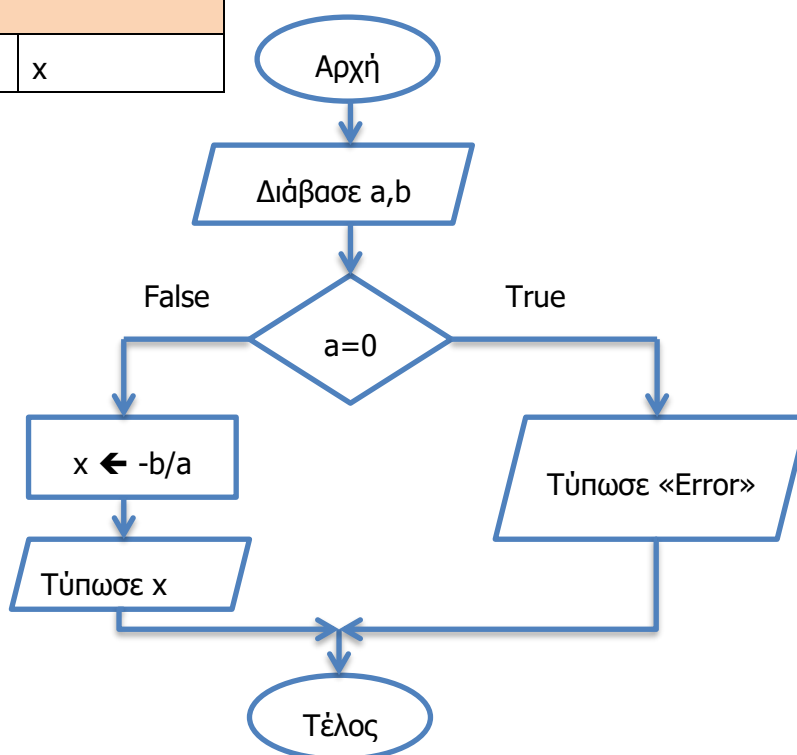 x
Αρχή
Διάβασε a,b
False
True
a=0
x 🡸 -b/a
Τύπωσε «Error»
Τύπωσε x
Τέλος